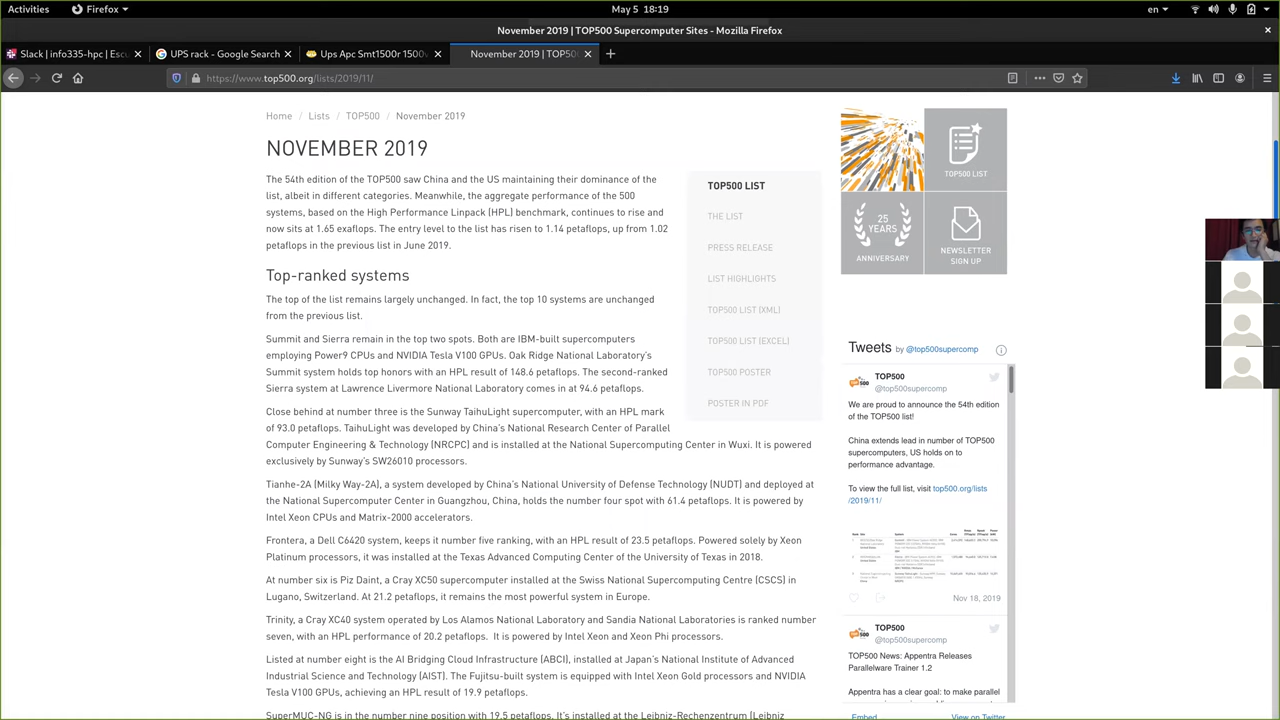 Activities
Firefox
May 5 18:19
en
November 2019 | TOP500 Supercomputer Sites - Mozilla Firefox
Slack | info335-hpc | Escu
UPS rack - Google Search
Ups Apc Smt1500r 1500v
November 2019 | TOP50
https://www.top500.org/lists/2019/11/
Home / Lists / TOP500 / November 2019
NOVEMBER 2019
The 54th edition of the TOP500 saw China and the US maintaining their dominance of the
list, albeit in different categories. Meanwhile, the aggregate performance of the 500
systems, based on the High Performance Linpack (HPL) benchmark, continues to rise and
now sits at 1.65 exaflops. The entry level to the list has risen to 1.14 petaflops, up from 1.02
petaflops in the previous list in June 2019.
Top-ranked systems
The top of the list remains largely unchanged. In fact, the top 10 systems are unchanged
from the previous list.
Summit and Sierra remain in the top two spots. Both are IBM-built supercomputers
employing Power9 CPUs and NVIDIA Tesla V100 GPUs. Oak Ridge National Laboratory's
Summit system holds top honors with an HPL result of 148.6 petaflops. The second-ranked
Sierra system at Lawrence Livermore National Laboratory comes in at 94.6 petaflops.
behind at number three is the Sunway TaihuLight supercomputer, with an HPL mark
of 93.0 petaflops. TaihuLight was developed by China's National Research Center of Parallel
Computer Engineering & Technology (NRCPC) and is installed at the National Supercomputing Center in Wuxi. It is powered
exclusively by Sunway's SW26010 processors.
Tianhe-2A (Milky Way-2A), a system developed by China's National University of Defense Technology (NUDT) and deployed at
the National Supercomputer Center in Guangzhou, China, holds the number four spot with 61.4 petaflops. It is powered by
Intel Xeon CPUs and Matrix-2000 accelerators.
a Dell C6420 system, keeps its number five ranking, with an HPL result of 23.5 petaflops. Powered solely by Xeon
it was installed at the Texas Advanced Computing Center of the University of Texas in 2018.
Number six is Piz Daint, a Cray XC50 supercomputer installed at the Swiss National Supercomputing Centre (CSCS) in
Lugano, Switzerland. At 21.2 petaflops, it remains the most powerful system in Europe.
Trinity, a Cray XC40 system operated by Los Alamos National Laboratory and Sandia National Laboratories is ranked number
seven, with an HPL performance of 20.2 petaflops. It is powered by Intel Xeon and Xeon Phi processors.
Listed at number eight is the AI Bridging Cloud Infrastructure (ABCI), installed at Japan's National Institute of Advanced
Industrial Science and Technology (AIST). The Fujitsu-built system is equipped with Intel Xeon Gold processors and NVIDIA
Tesla V100 GPUs, achieving an HPL result of 19.9 petaflops.
SuperMUC-NG is in the number nine position with 19.5 petaflops. It's installed at the Leibniz-Rechenzentrum (Leibniz
TOP500 LIST
THE LIST
PRESS RELEASE
LIST HIGHLIGHTS
TOP500 LIST (XML)
TOP500 LIST (EXCEL)
TOP500 POSTER
POSTER IN PDF
TOP500 LIST
25
YEARS
ANNIVERSARY
NEWSLETTER
SIGN UP
Tweets by @top500supercomp
TOP500
@top500supercomp
We are proud to announce the 54th edition
of the TOP500 list!
China extends lead in number of TOP500
supercomputers, US holds on to
performance advantage.
To view the full list, visit top500.org/lists
/2019/11/
Nov 18, 2019
TOP500
@top500supercomp
TOP500 News: Appentra Releases
Parallelware Trainer 1.2
Appentra has a clear goal: to make parallel
Embed
View on Twitter